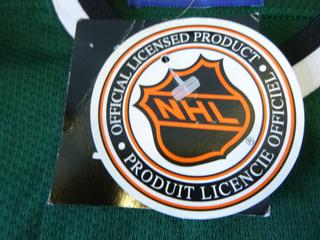 • OFFICIAL LICENSED PRODUCT •
NHL
®
PRODUIT LICENCIE OFFICIEL